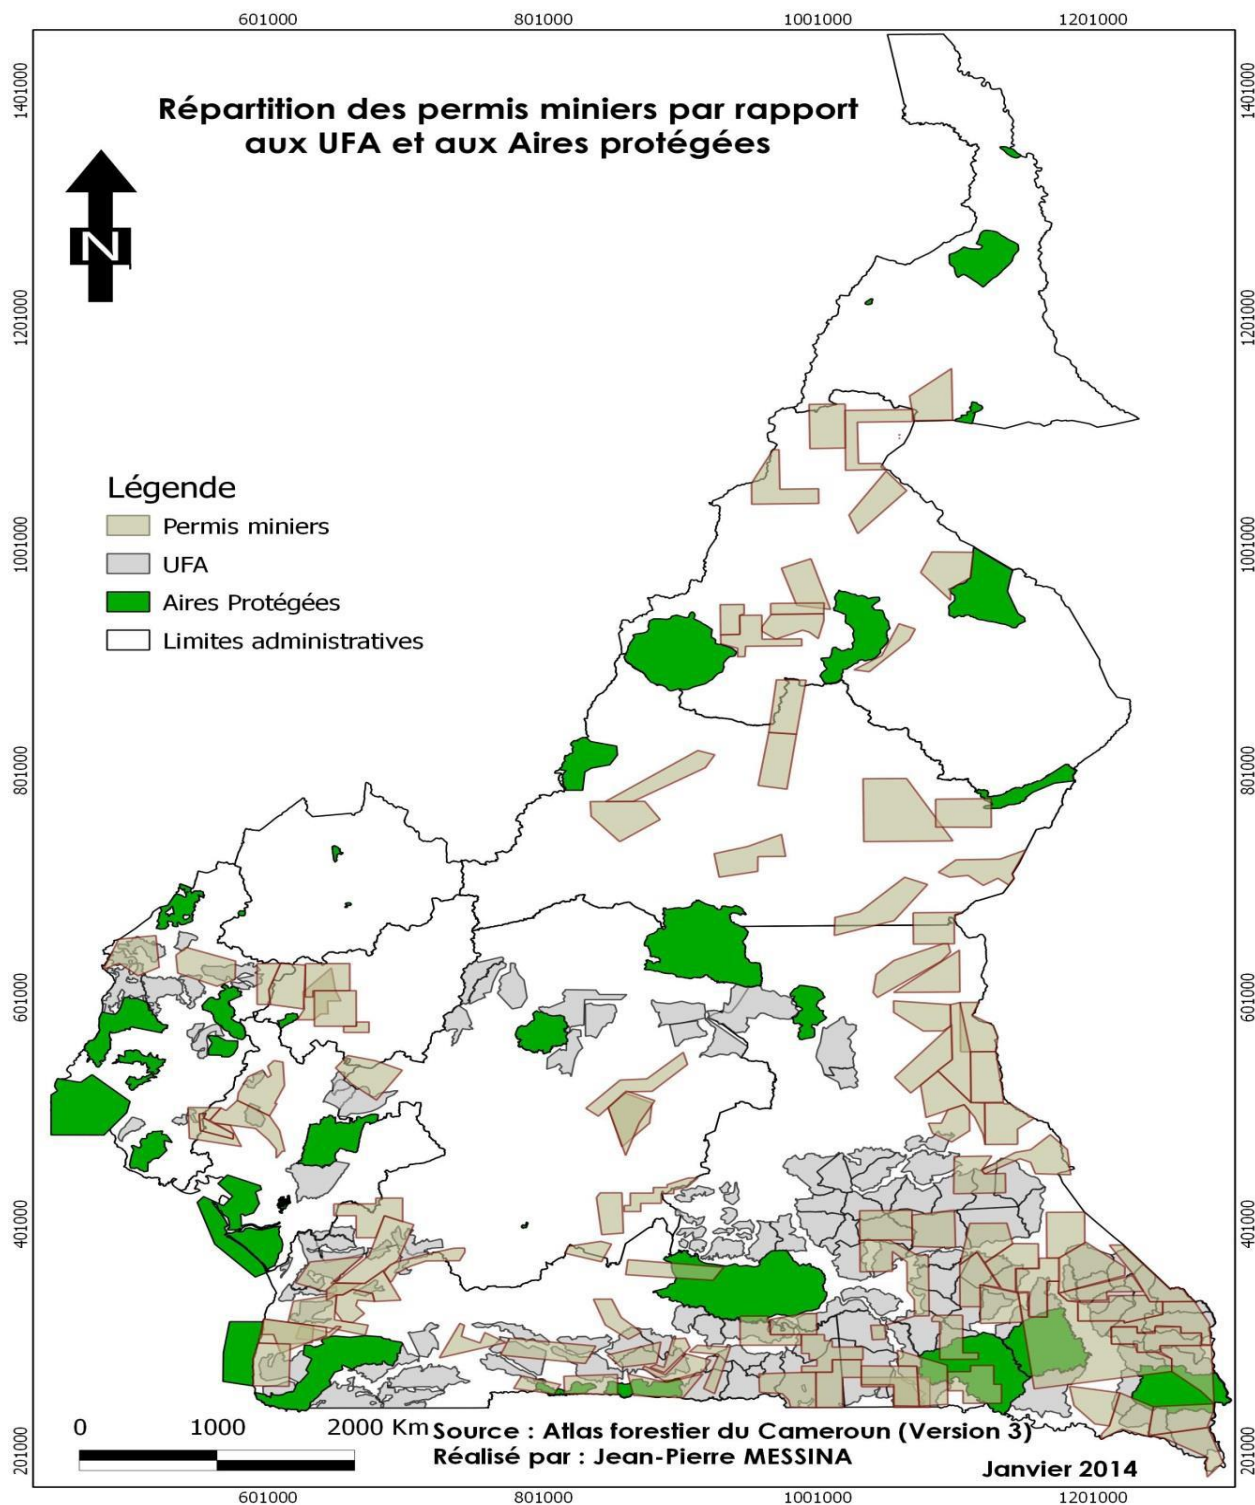 601000 801000 1001000 1201000
Répartition des permis miniers par rapport
aux UFA et aux Aires protégées
N
Légende
Permis miniers
UFA
Aires Protégées
Limites administratives
1401000
1201000
1001000
801000
601000
401000
201000
1401000
1201000
1001000
801000
601000
401000
201000
0 1000 2000 Km
Source : Atlas forestier du Cameroun (Version 3)
Réalisé par : Jean-Pierre MESSINA
Janvier 2014
601000 801000 1001000 1201000